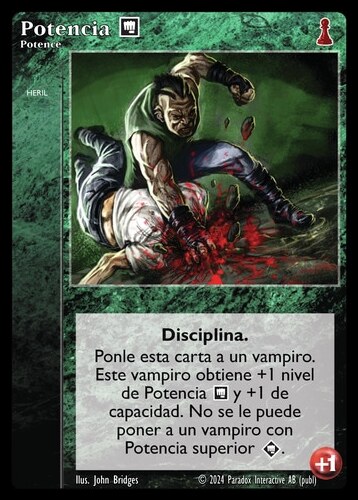 Potencia
Potence
HERIL
Disciplina.
Ponle esta carta a un vampiro.
Este vampiro obtiene +1 nivel
de Potencia y +1 de
capacidad. No se le puede
poner a un vampiro con
Potencia superior .
+1
Ilus. John Bridges © 2024 Paradox Interactive AB (publ)